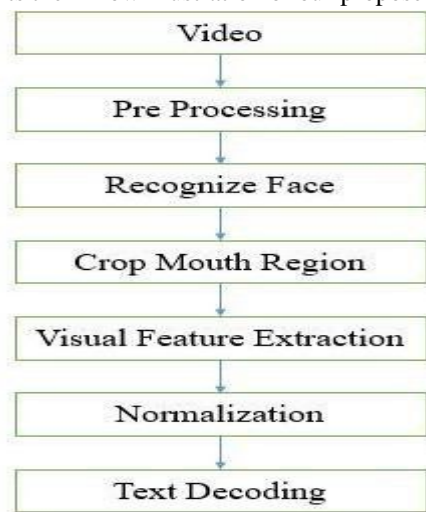 Video
Pre Processing
Recognize Face
Crop Mouth Region
Visual Feature Extraction
Normalization
Text Decoding